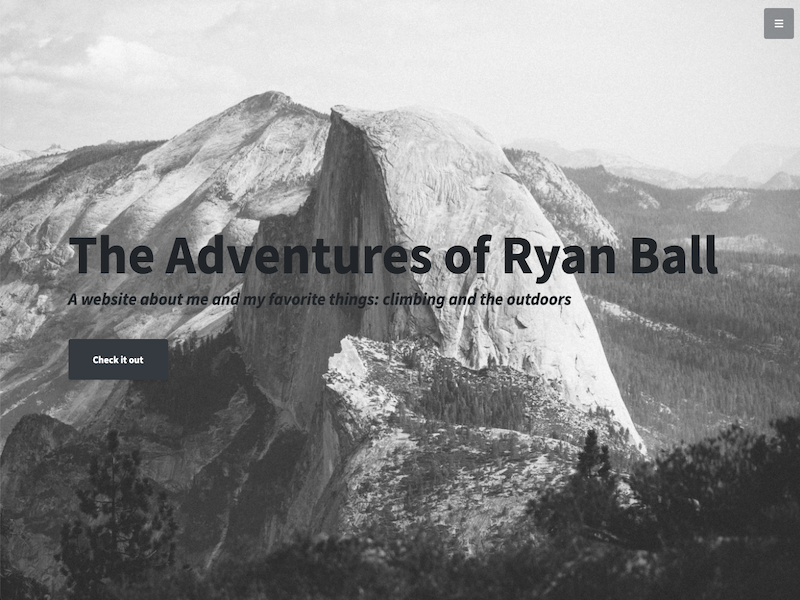 The Adventures of Ryan Ball
A website about me and my favorite things: climbing and the outdoors
Check it out